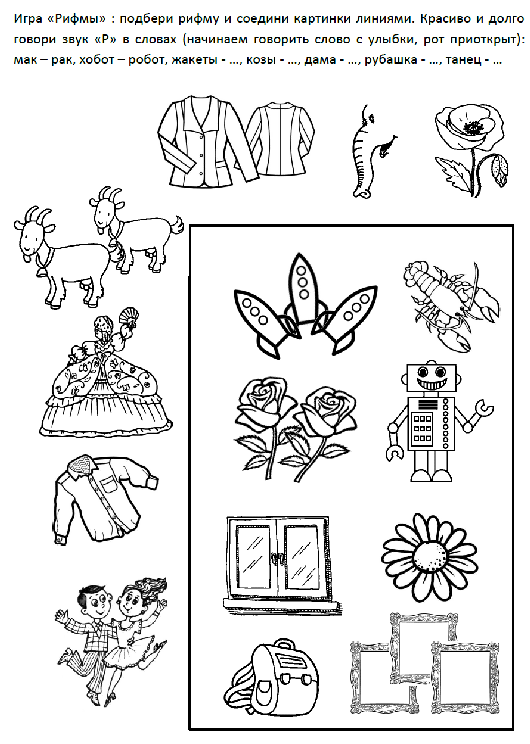 Игра «Рифмы» : подбери рифму и соедини картинки линиями. Красиво и долго
говори звук «Р» в словах (начинаем говорить слово с улыбки, рот приоткрыт):
мак – рак, хобот – робот, жакеты - …, козы - …, дама - …, рубашка - …, танец - …